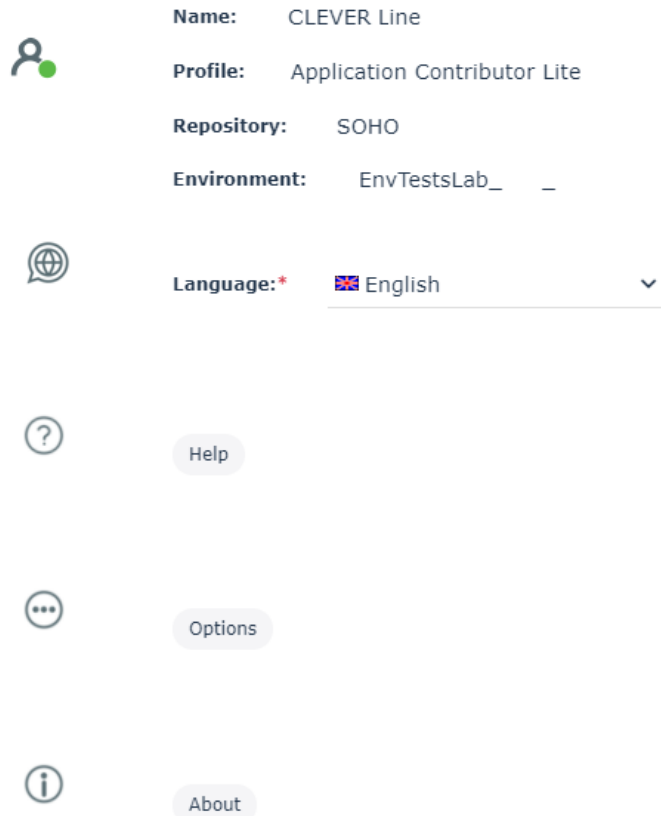 Name: CLEVER Line
Profile: Application Contributor Lite
Repository: SOHO
Environment: EnvTestsLab_ _
Language:* English
Help
Options
About